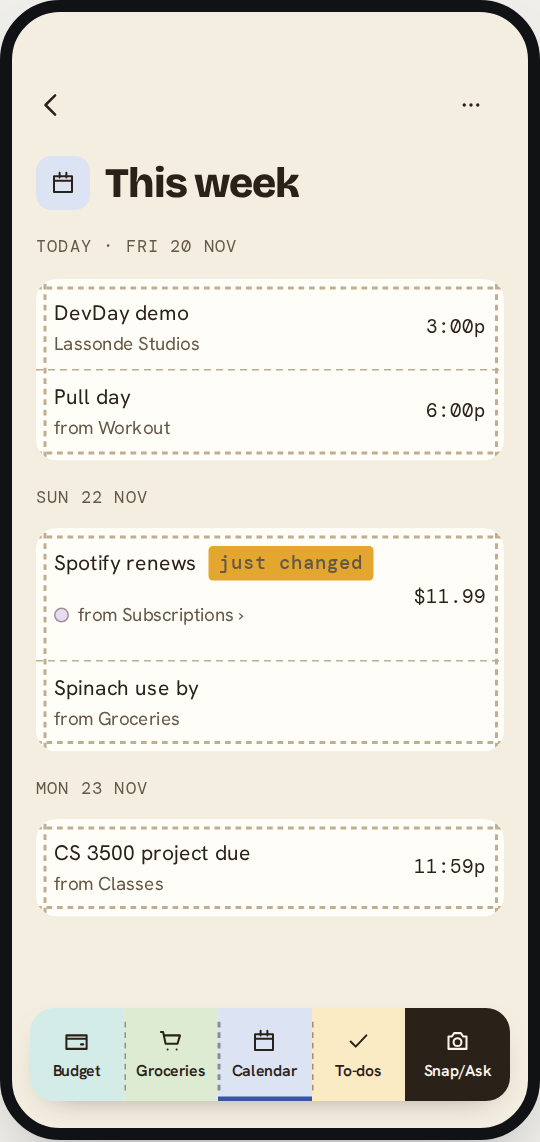 This week
TODAY · FRI 20 NOV
DevDay demo
Lassonde Studios
3:00p
Pull day
from Workout
6:00p
SUN 22 NOV
Spotify renews just changed
$11.99
from Subscriptions ›
Spinach use by
from Groceries
MON 23 NOV
CS 3500 project due
from Classes
11:59p
Budget Groceries Calendar To-dos Snap/Ask